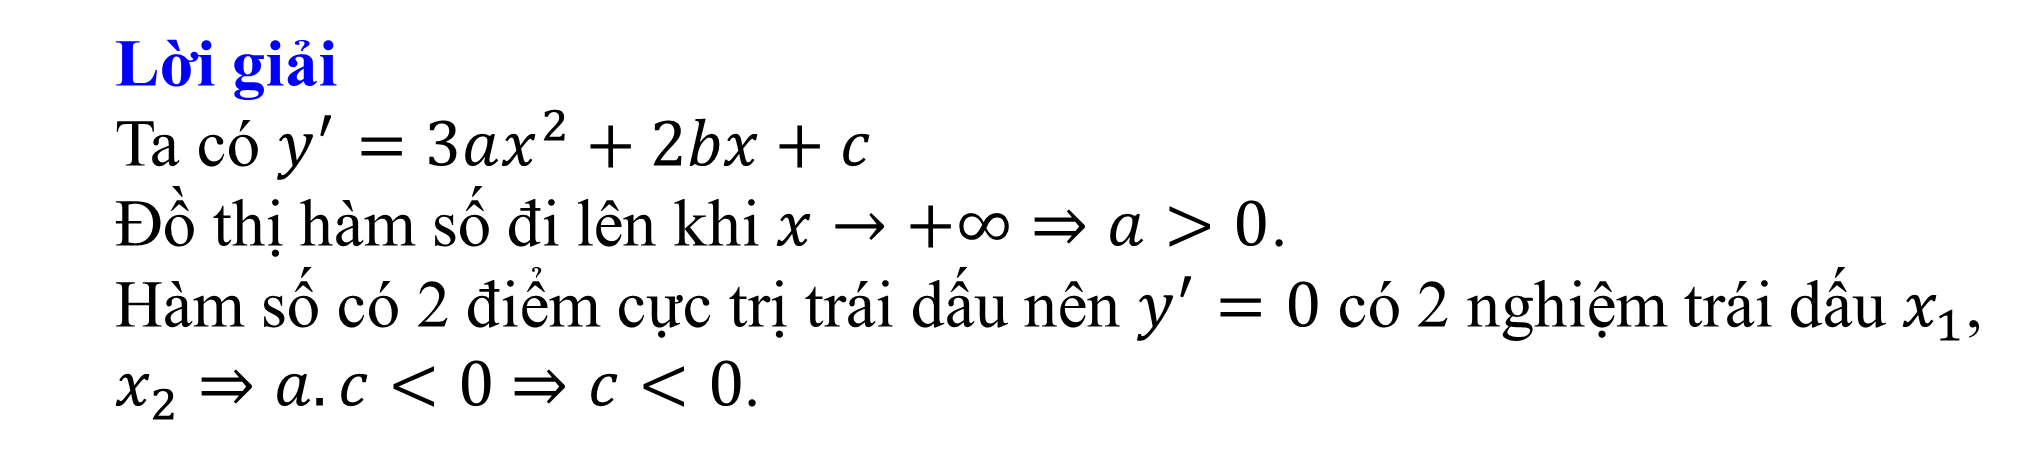 Lời giải
Ta có y′ = 3ax² + 2bx + c
Đồ thị hàm số đi lên khi x → +∞ ⇒ a > 0.
Hàm số có 2 điểm cực trị trái dấu nên y′ = 0 có 2 nghiệm trái dấu x₁,
x₂ ⇒ a. c < 0 ⇒ c < 0.